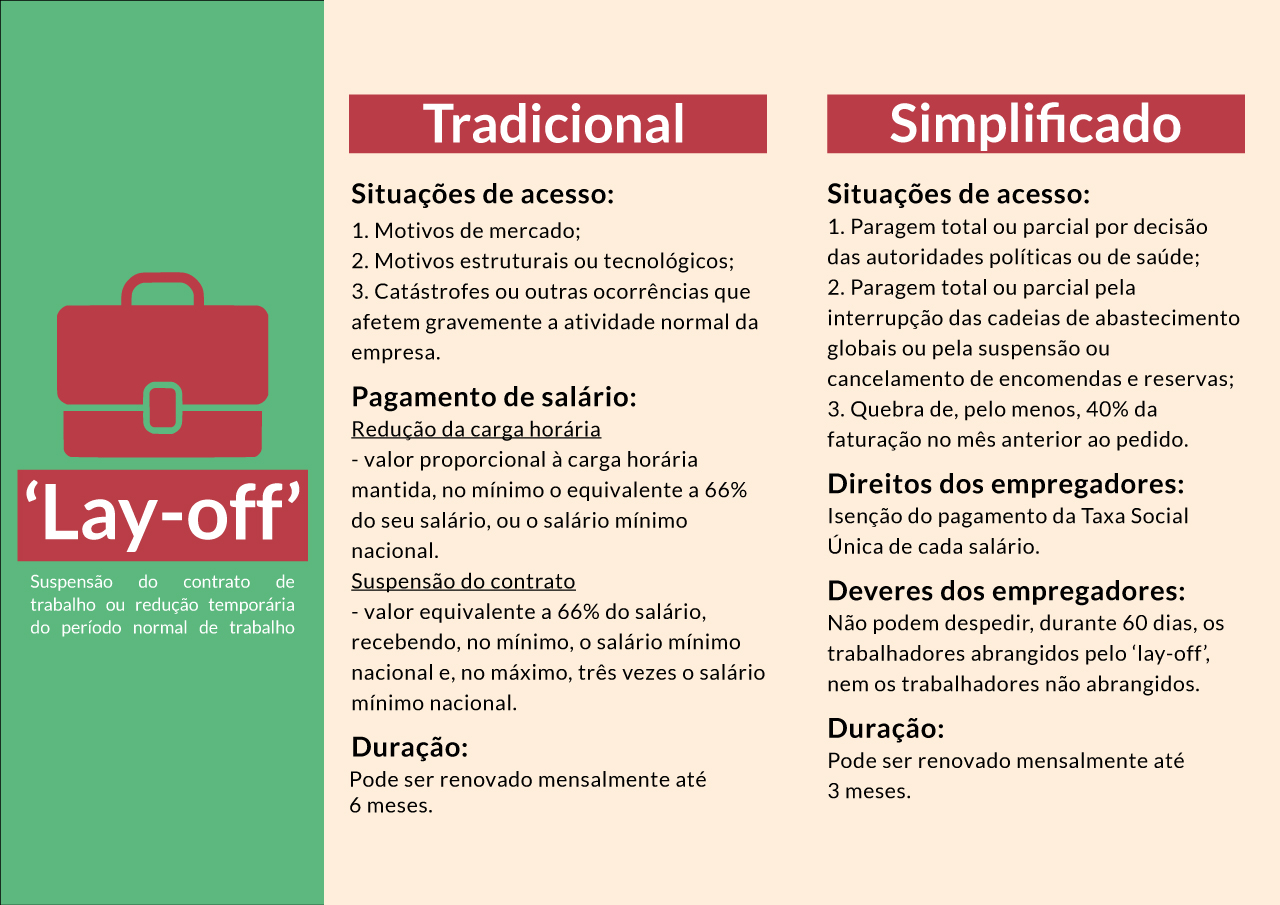 ‘Lay-off’
Suspensão do contrato de
trabalho ou redução temporária
do período normal de trabalho
Tradicional
Situações de acesso:
1. Motivos de mercado;
2. Motivos estruturais ou tecnológicos;
3. Catástrofes ou outras ocorrências que
afetem gravemente a atividade normal da
empresa.
Pagamento de salário:
Redução da carga horária
- valor proporcional à carga horária
mantida, no mínimo o equivalente a 66%
do seu salário, ou o salário mínimo
nacional.
Suspensão do contrato
- valor equivalente a 66% do salário,
recebendo, no mínimo, o salário mínimo
nacional e, no máximo, três vezes o salário
mínimo nacional.
Duração:
Pode ser renovado mensalmente até
6 meses.
Simplificado
Situações de acesso:
1. Paragem total ou parcial por decisão
das autoridades políticas ou de saúde;
2. Paragem total ou parcial pela
interrupção das cadeias de abastecimento
globais ou pela suspensão ou
cancelamento de encomendas e reservas;
3. Quebra de, pelo menos, 40% da
faturação no mês anterior ao pedido.
Direitos dos empregadores:
Isenção do pagamento da Taxa Social
Única de cada salário.
Deveres dos empregadores:
Não podem despedir, durante 60 dias, os
trabalhadores abrangidos pelo ‘lay-off’,
nem os trabalhadores não abrangidos.
Duração:
Pode ser renovado mensalmente até
3 meses.